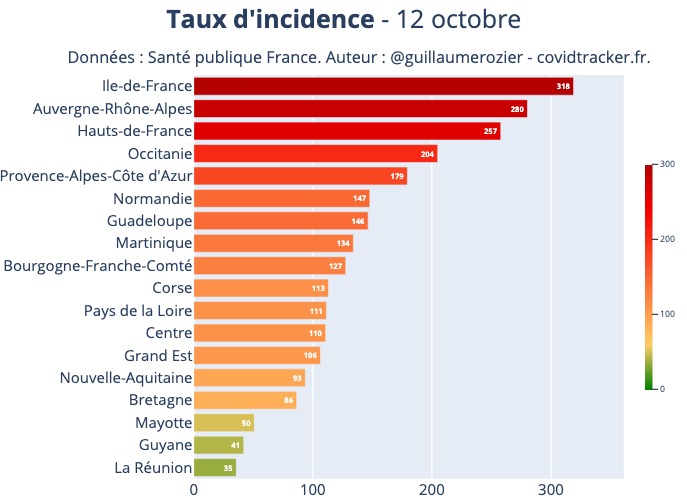 Taux d'incidence - 12 octobre
Données : Santé publique France. Auteur : @guillaumerozier - covidtracker.fr.
Ile-de-France 318
Auvergne-Rhône-Alpes 280
Hauts-de-France 257
Occitanie 204
Provence-Alpes-Côte d'Azur 179
Normandie 147
Guadeloupe 146
Martinique 134
Bourgogne-Franche-Comté 127
Corse 113
Pays de la Loire 111
Centre 110
Grand Est 106
Nouvelle-Aquitaine 93
Bretagne 86
Mayotte 50
Guyane 41
La Réunion 35
0 100 200 300
300
200
100
0